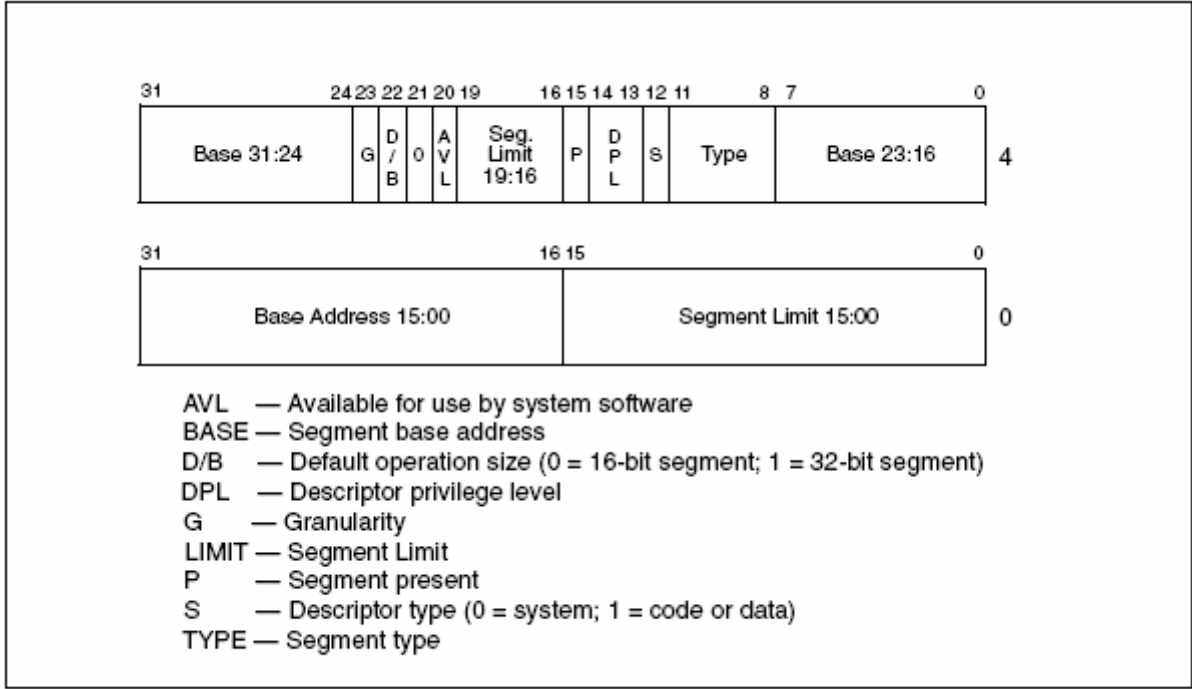 31 24 23 22 21 20 19 16 15 14 13 12 11 8 7 0
Base 31:24 G D/B 0 AVL Seg. Limit 19:16 P DPL S Type Base 23:16 4
31 16 15 0
Base Address 15:00 Segment Limit 15:00 0
AVL — Available for use by system software
BASE — Segment base address
D/B — Default operation size (0 = 16-bit segment; 1 = 32-bit segment)
DPL — Descriptor privilege level
G — Granularity
LIMIT — Segment Limit
P — Segment present
S — Descriptor type (0 = system; 1 = code or data)
TYPE — Segment type